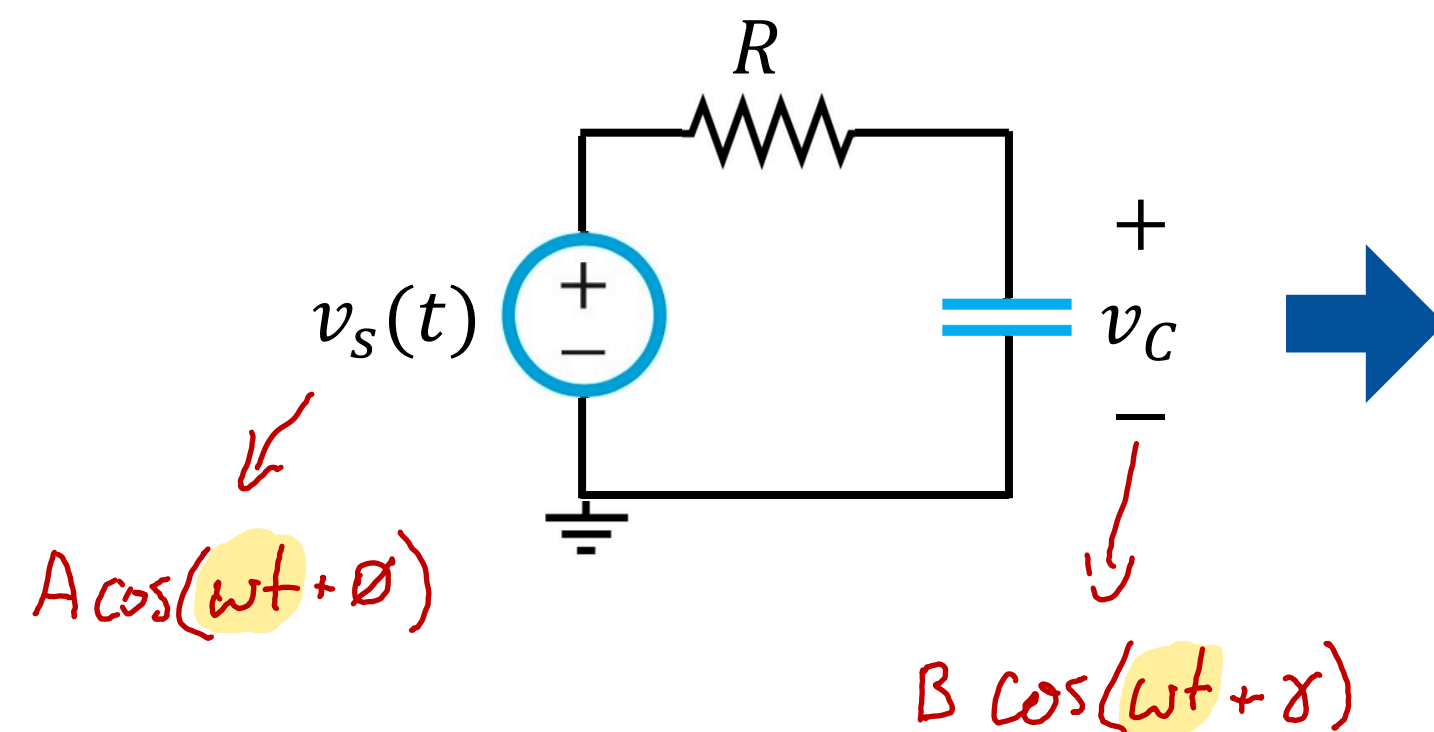 R
+
−
v_s(t)
+
v_C
−
A cos(ωt + ø)
B cos(ωt + γ)